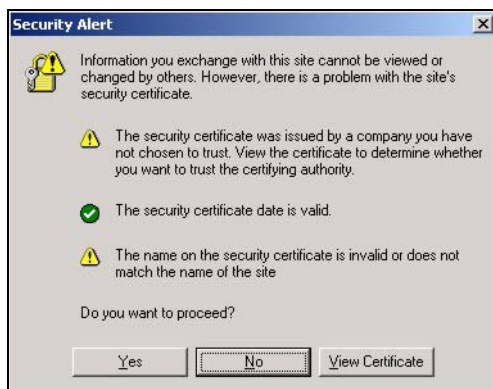 Security Alert
Information you exchange with this site cannot be viewed or
changed by others. However, there is a problem with the site's
security certificate.
The security certificate was issued by a company you have
not chosen to trust. View the certificate to determine whether
you want to trust the certifying authority.
The security certificate date is valid.
The name on the security certificate is invalid or does not
match the name of the site
Do you want to proceed?
Yes No View Certificate